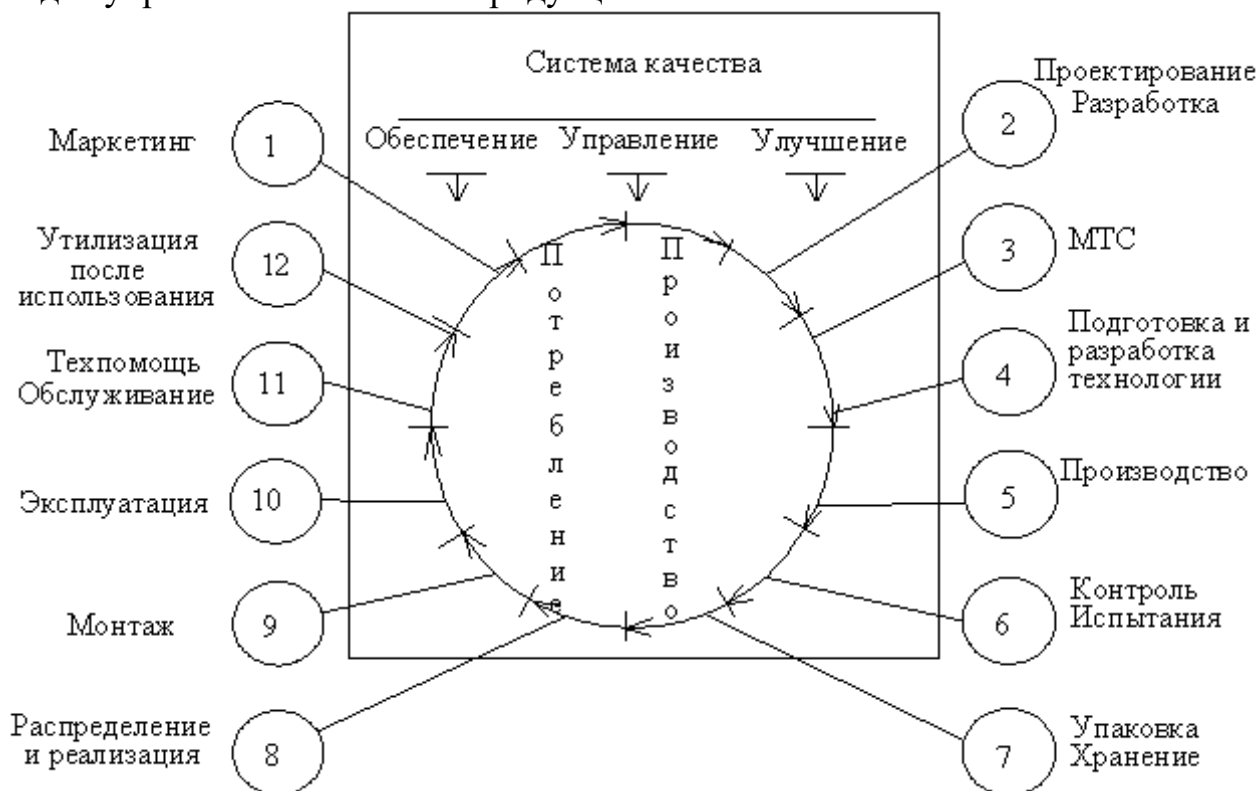 Система качества
Обеспечение Управление Улучшение
Потребление
Производство
1
Маркетинг
2
Проектирование
Разработка
3
МТС
4
Подготовка и
разработка
технологии
5
Производство
6
Контроль
Испытания
7
Упаковка
Хранение
8
Распределение
и реализация
9
Монтаж
10
Эксплуатация
11
Техпомощь
Обслуживание
12
Утилизация
после
использования